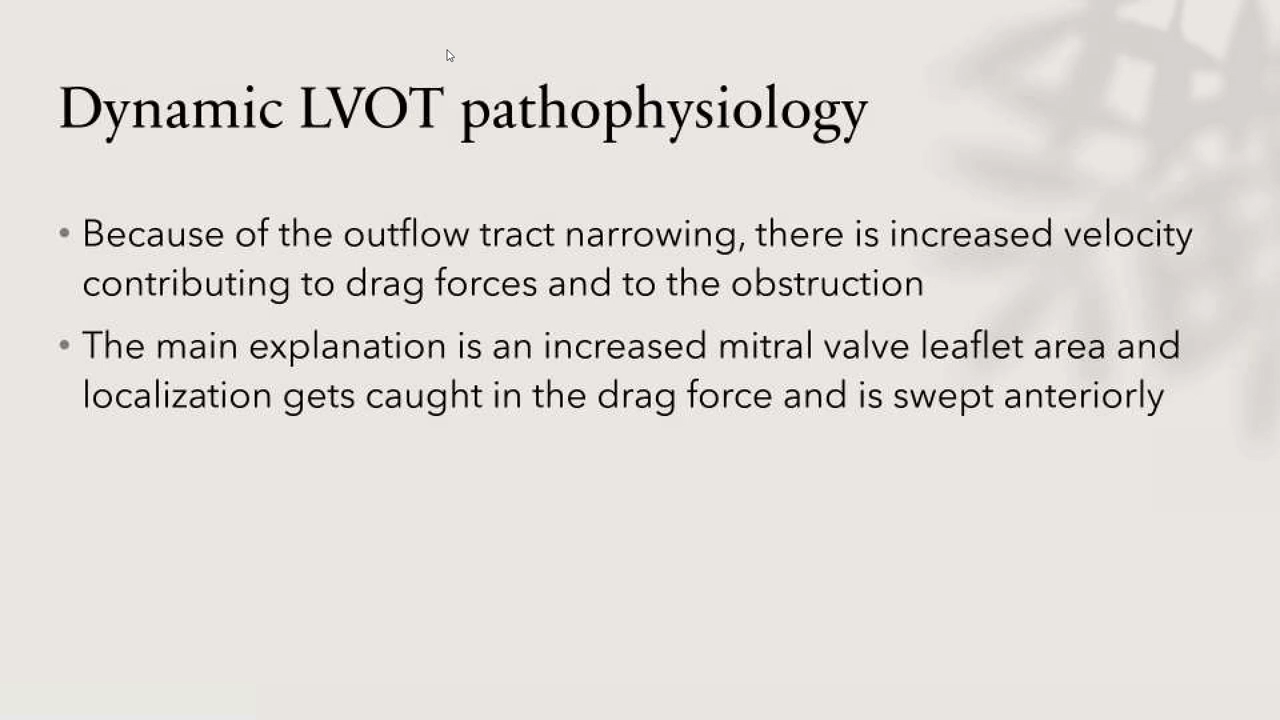 Dynamic LVOT pathophysiology
• Because of the outflow tract narrowing, there is increased velocity
contributing to drag forces and to the obstruction
• The main explanation is an increased mitral valve leaflet area and
localization gets caught in the drag force and is swept anteriorly